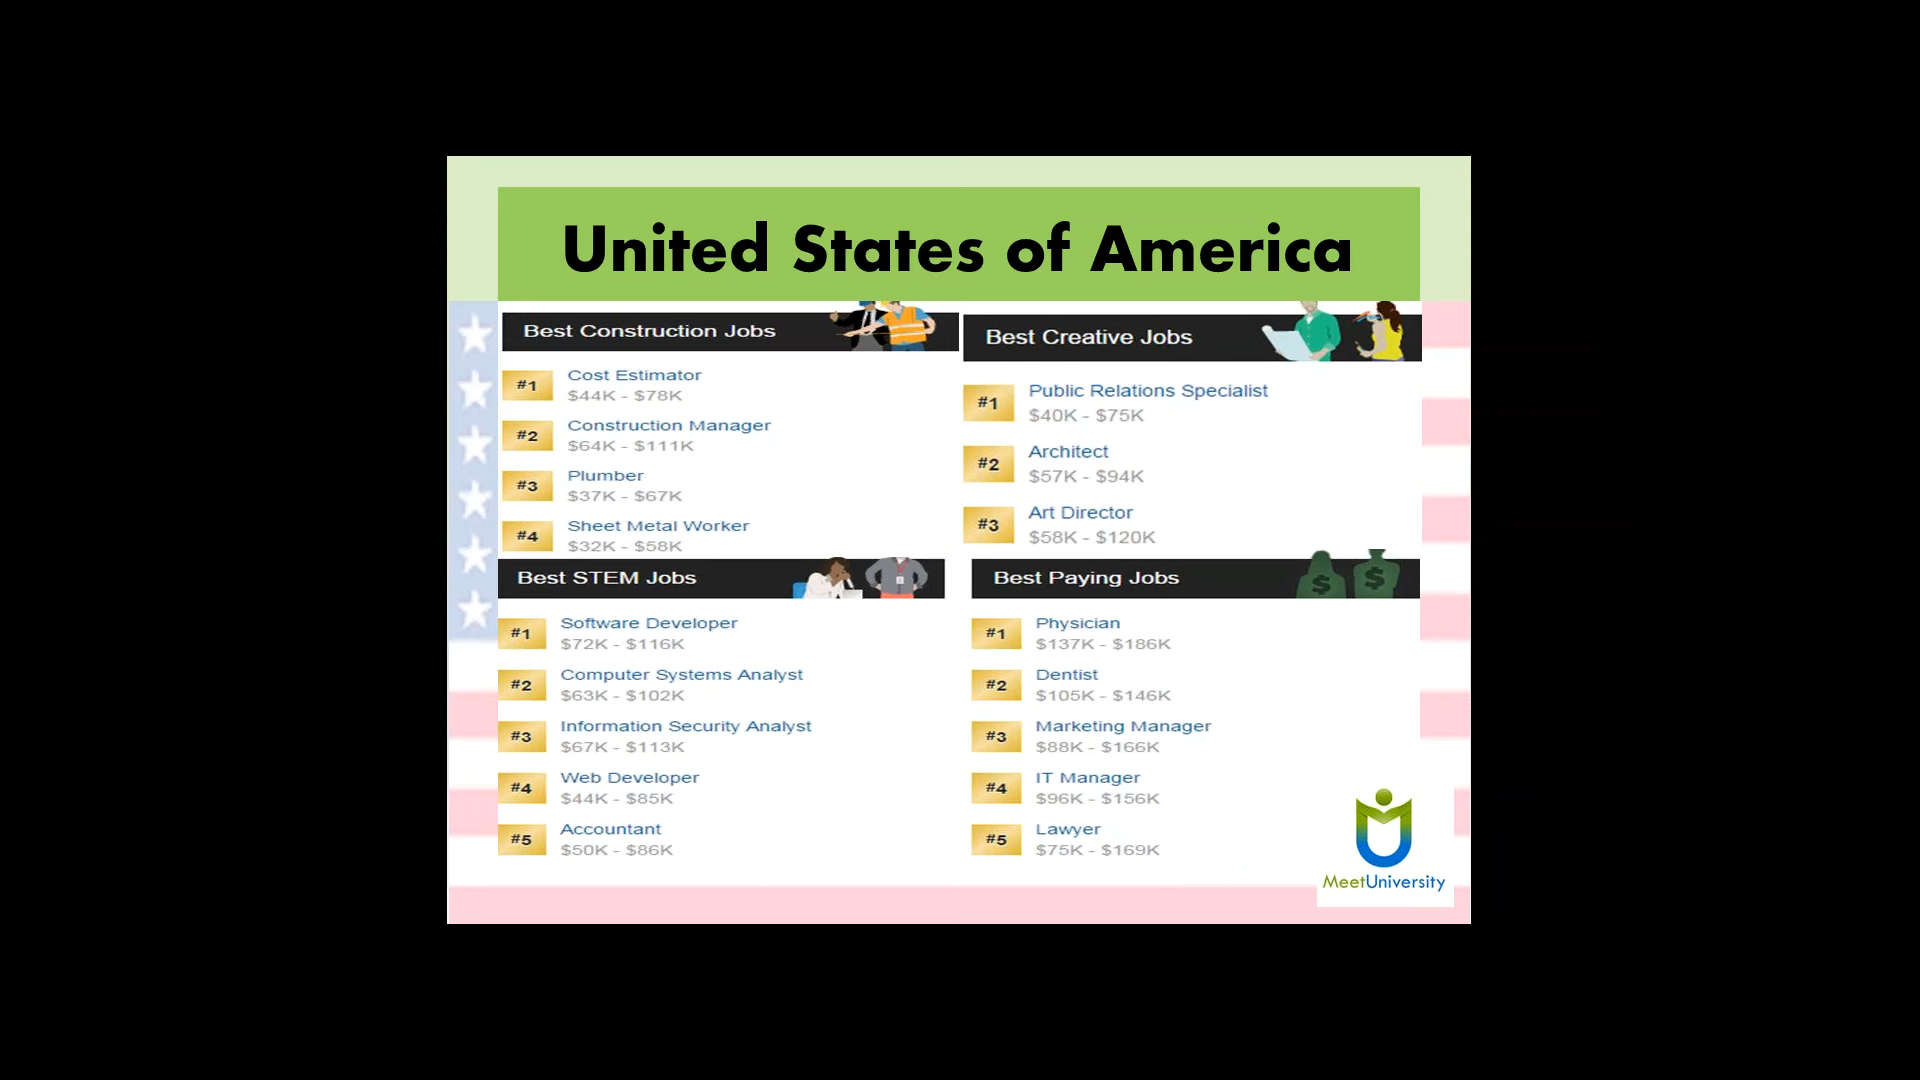 United States of America
Best Construction Jobs
#1
Cost Estimator
$44K - $78K
#2
Construction Manager
$64K - $111K
#3
Plumber
$37K - $67K
#4
Sheet Metal Worker
$32K - $58K
Best Creative Jobs
#1
Public Relations Specialist
$40K - $75K
#2
Architect
$57K - $94K
#3
Art Director
$58K - $120K
Best STEM Jobs
#1
Software Developer
$72K - $116K
#2
Computer Systems Analyst
$63K - $102K
#3
Information Security Analyst
$67K - $113K
#4
Web Developer
$44K - $85K
#5
Accountant
$50K - $86K
Best Paying Jobs
$ $
#1
Physician
$137K - $186K
#2
Dentist
$105K - $146K
#3
Marketing Manager
$88K - $166K
#4
IT Manager
$96K - $156K
#5
Lawyer
$75K - $169K
MeetUniversity